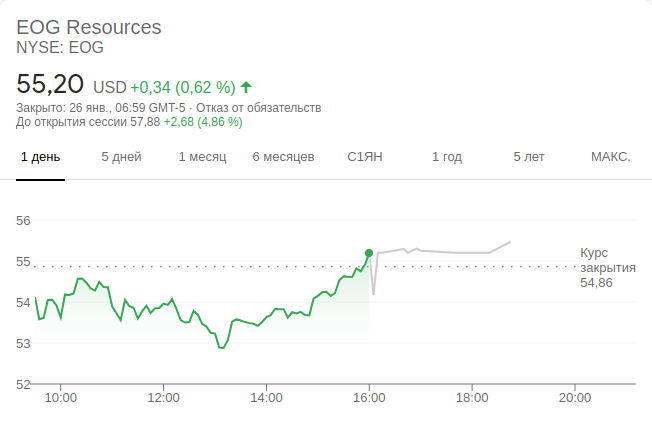 EOG Resources
NYSE: EOG
55,20 USD +0,34 (0,62 %)
Закрыто: 26 янв., 06:59 GMT-5 · Отказ от обязательств
До открытия сессии 57,88 +2,68 (4,86 %)
1 день 5 дней 1 месяц 6 месяцев С1ЯН 1 год 5 лет МАКС.
56
55
54
53
52
Курс
закрытия
54,86
10:00 12:00 14:00 16:00 18:00 20:00